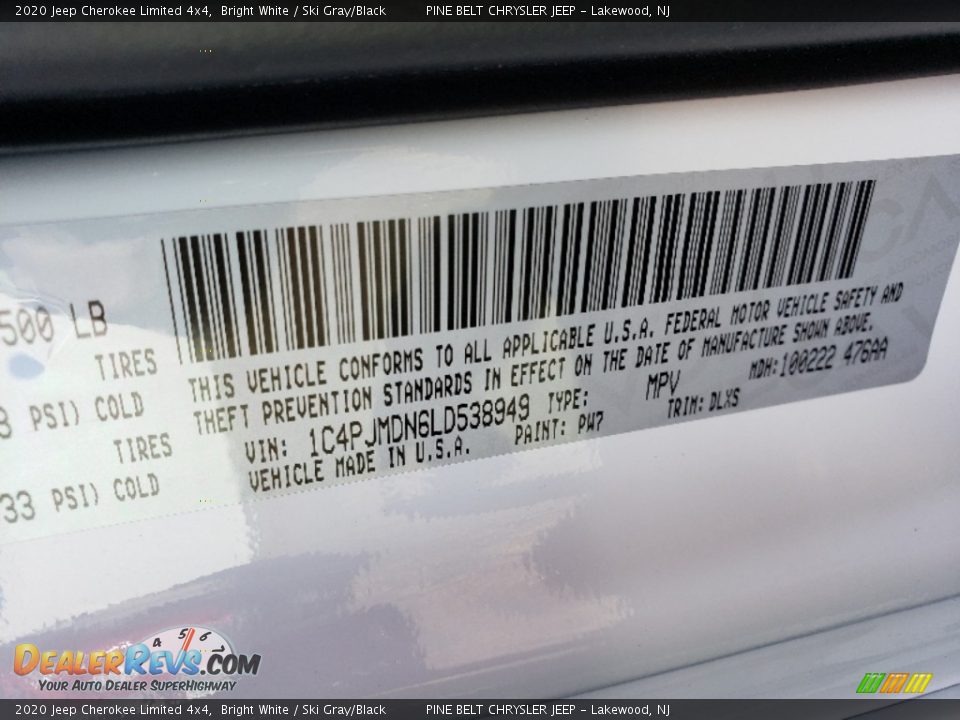 2020 Jeep Cherokee Limited 4x4, Bright White / Ski Gray/Black PINE BELT CHRYSLER JEEP - Lakewood, NJ
500 LB
TIRES
PSI) COLD
TIRES
33 PSI) COLD
THIS VEHICLE CONFORMS TO ALL APPLICABLE U.S.A. FEDERAL MOTOR VEHICLE SAFETY AND
THEFT PREVENTION STANDARDS IN EFFECT ON THE DATE OF MANUFACTURE SHOWN ABOVE.
VIN: 1C4PJMDN6LD538949 TYPE: MPV MDH:100222 476AA
VEHICLE MADE IN U.S.A. PAINT: PW7 TRIM: DLXS
4 5 6
DEALERREVS.COM
YOUR AUTO DEALER SUPERHIGHWAY
2020 Jeep Cherokee Limited 4x4, Bright White / Ski Gray/Black PINE BELT CHRYSLER JEEP - Lakewood, NJ